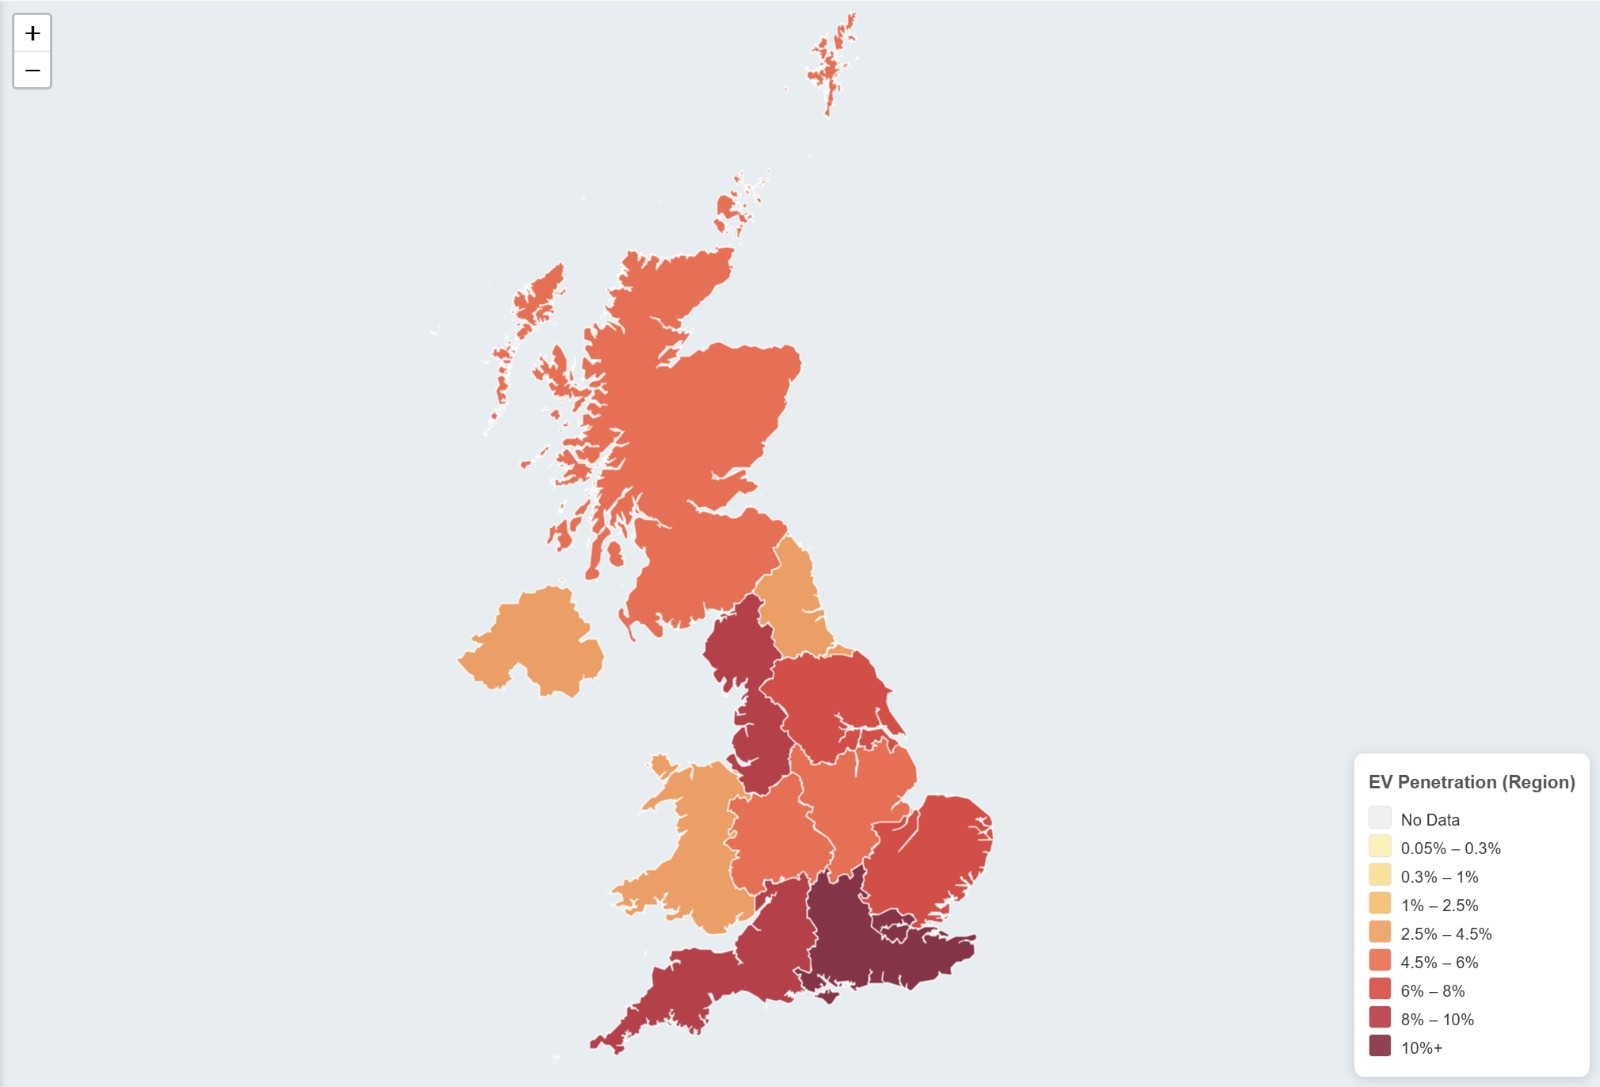 +
−
EV Penetration (Region)
No Data
0.05% – 0.3%
0.3% – 1%
1% – 2.5%
2.5% – 4.5%
4.5% – 6%
6% – 8%
8% – 10%
10%+